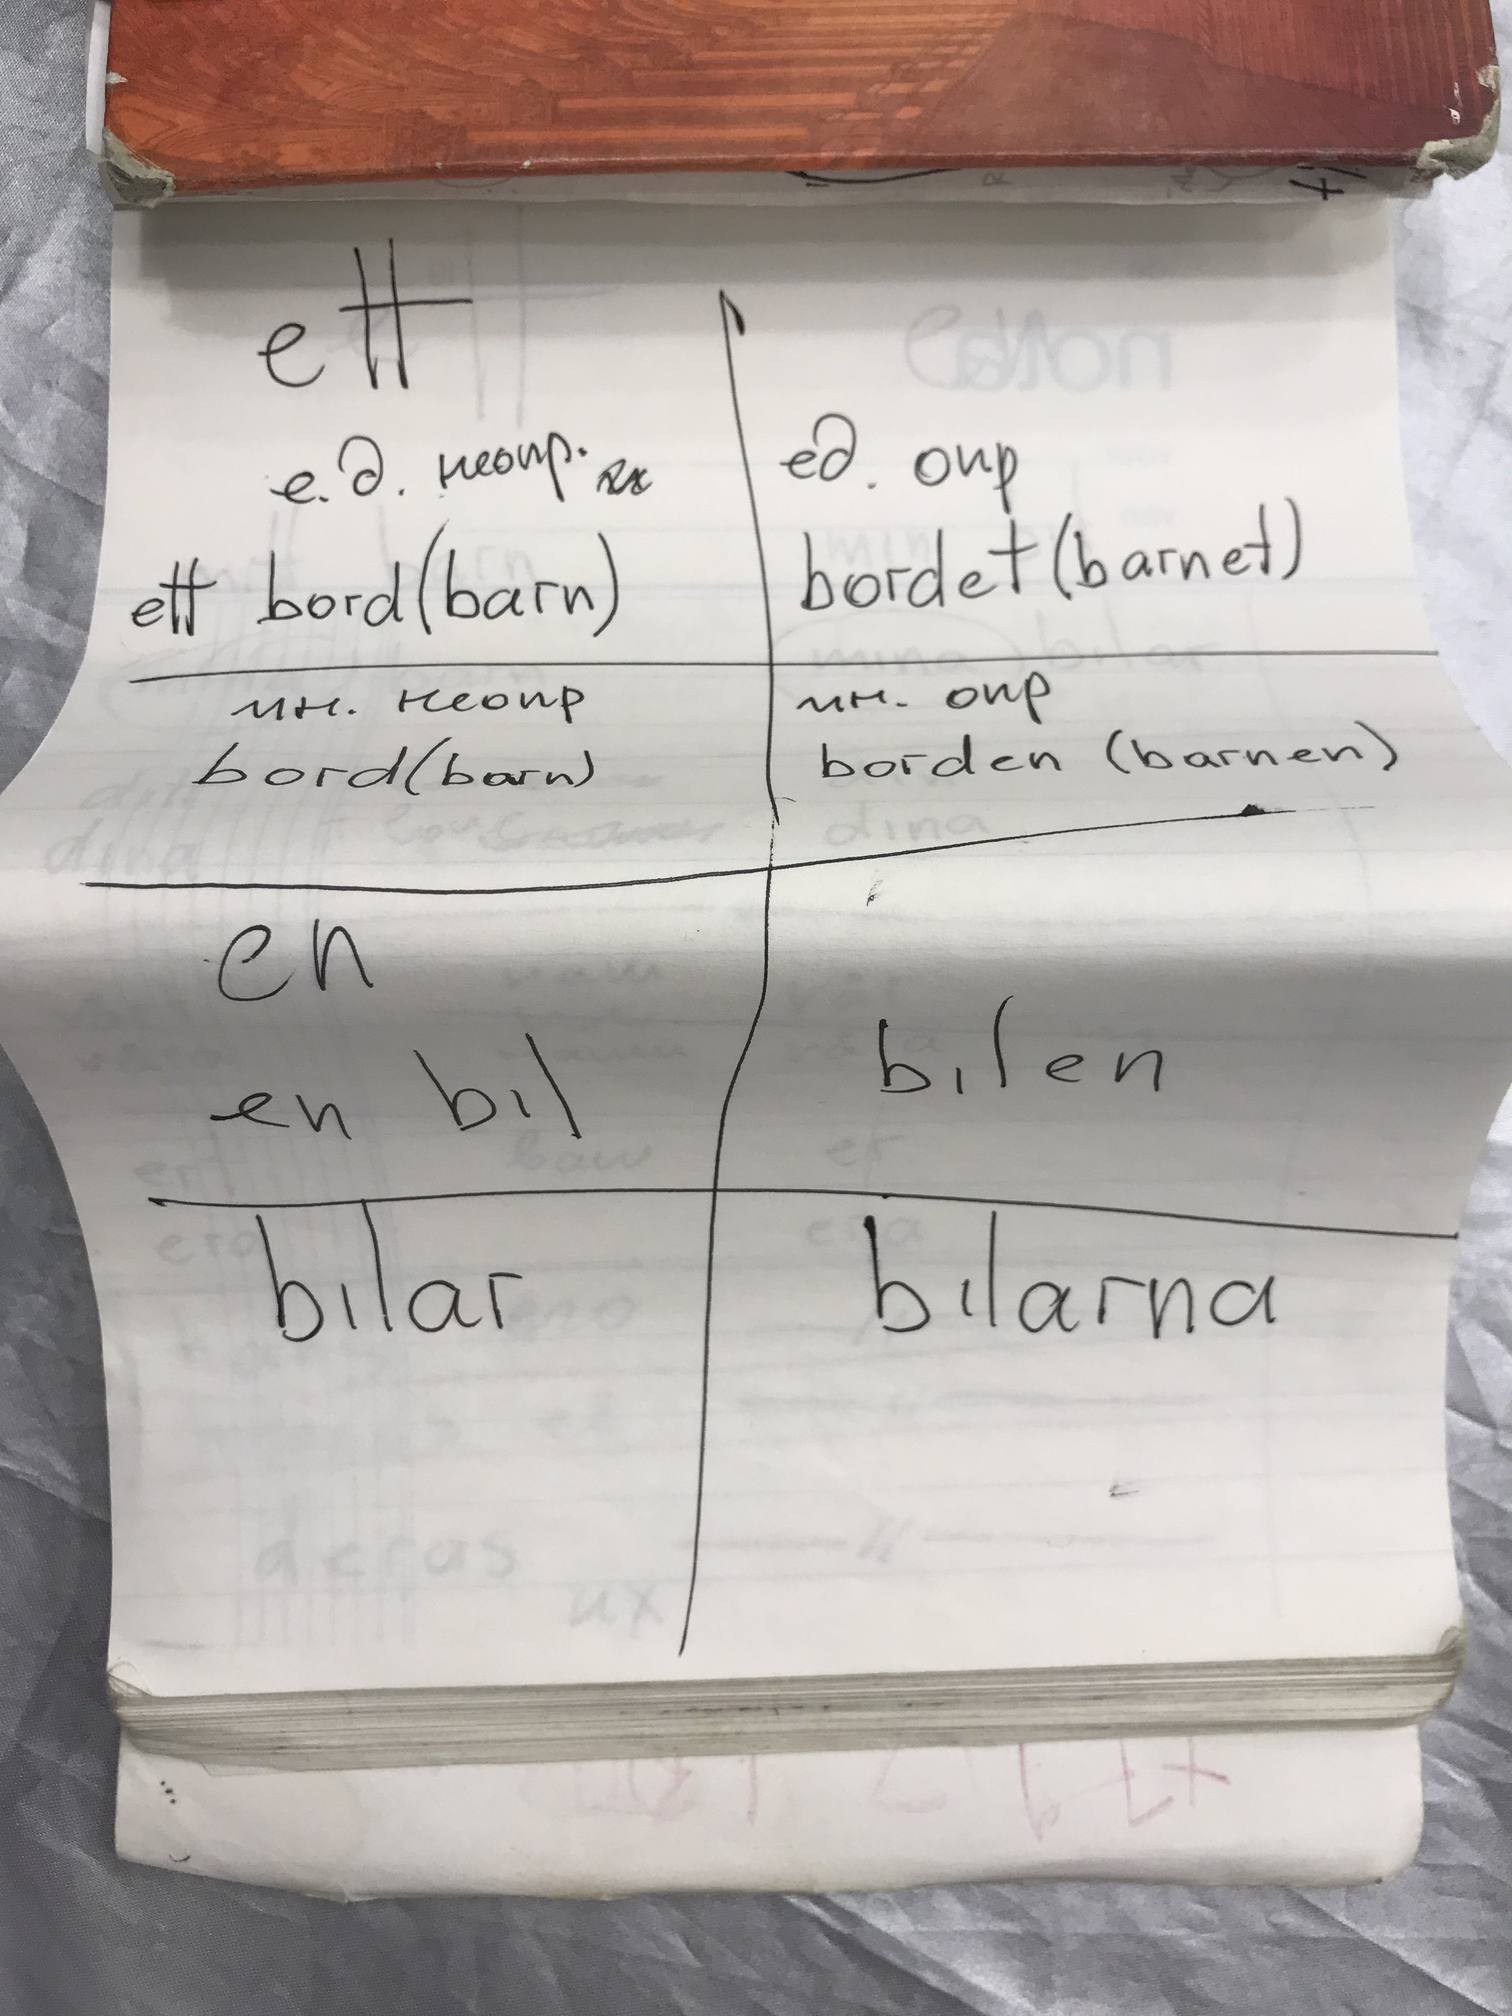 ett
е.д. неопр.
ед. опр
ett bord (barn)
bordet (barnet)
мн. неопр
мн. опр
bord (barn)
borden (barnen)
en
en bil
bilen
bilar
bilarna